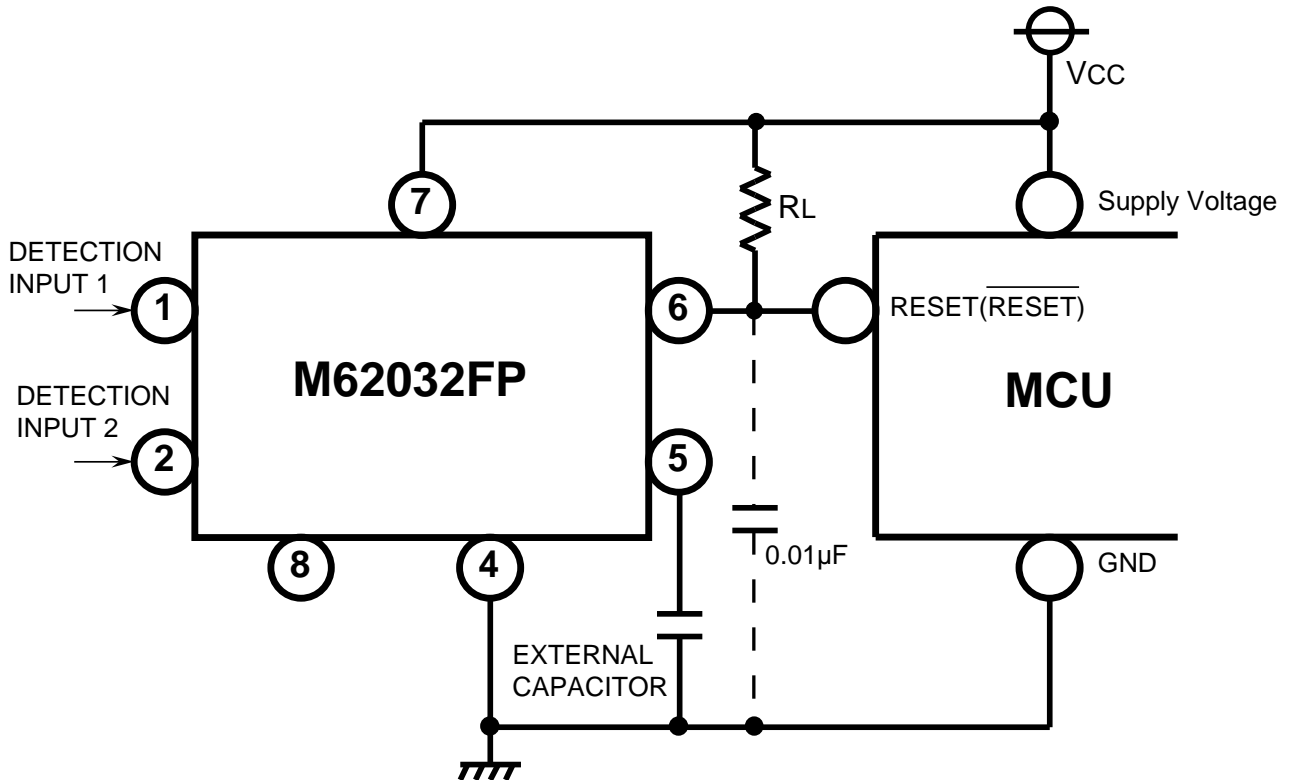 VCC
7
Supply Voltage
RL
DETECTION
INPUT 1
1
6
RESET(RESET)
M62032FP
MCU
DETECTION
INPUT 2
2
5
0.01µF
8
4
GND
EXTERNAL
CAPACITOR